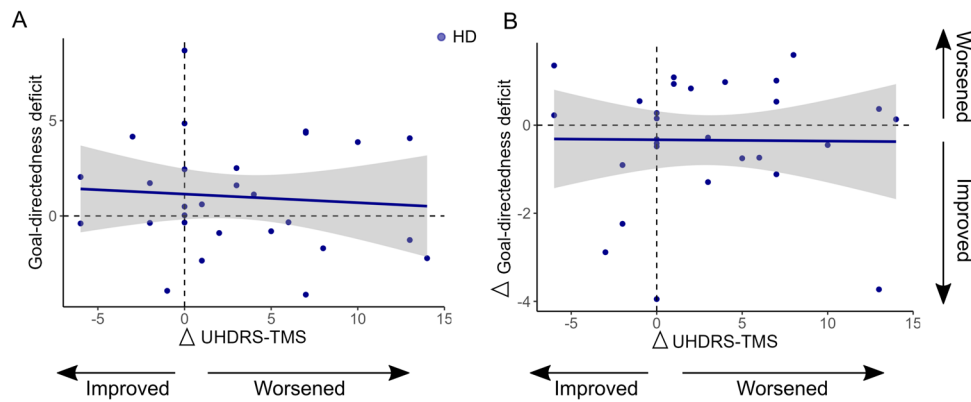 A
HD
Goal-directedness deficit
5
0
-5
0
5
10
15
△ UHDRS-TMS
Improved
Worsened
B
△ Goal-directedness deficit
0
-2
-4
-5
0
5
10
15
△ UHDRS-TMS
Improved
Worsened
Worsened
Improved